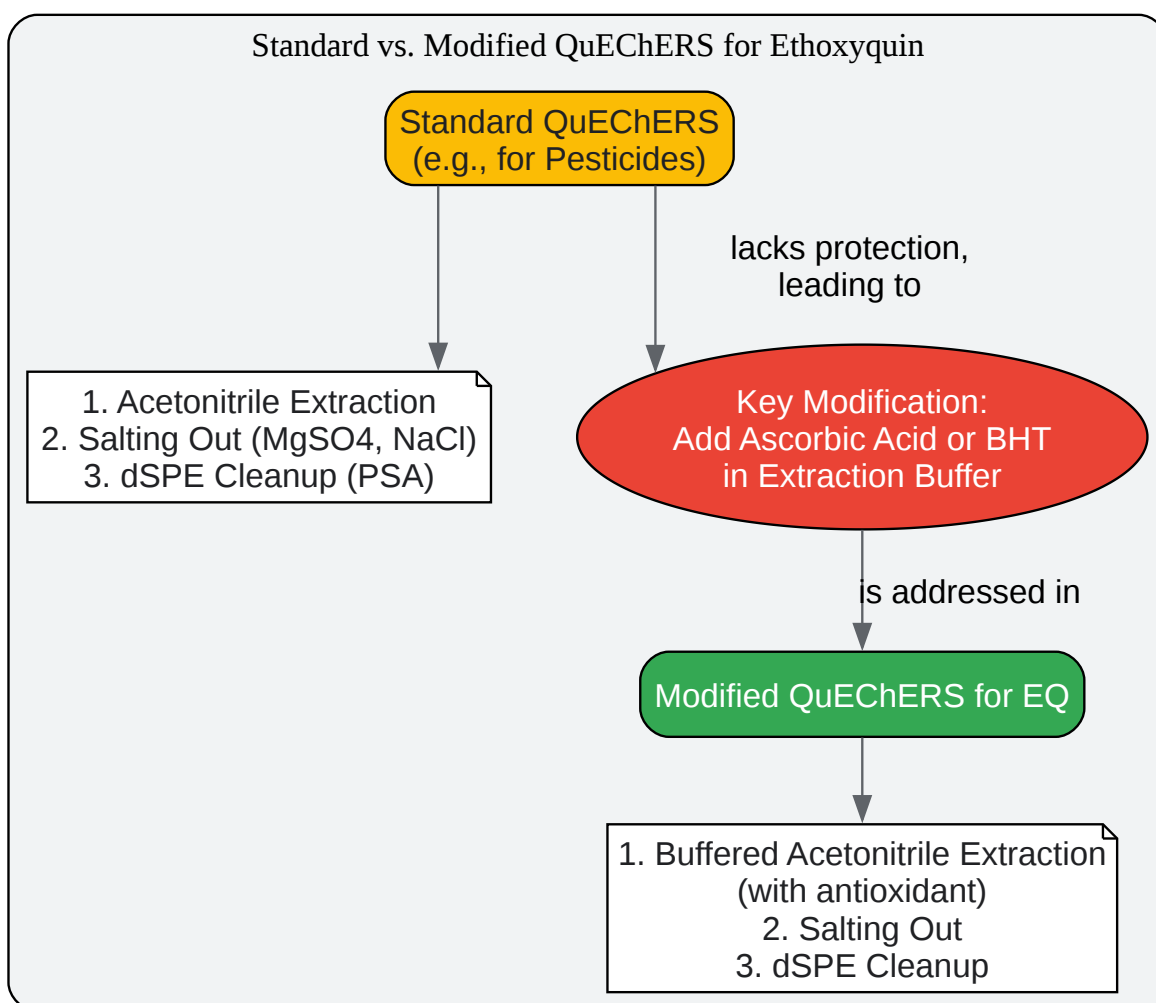 Standard vs. Modified QuEChERS for Ethoxyquin
Standard QuEChERS
(e.g., for Pesticides)
lacks protection,
leading to
1. Acetonitrile Extraction
2. Salting Out (MgSO4, NaCl)
3. dSPE Cleanup (PSA)
Key Modification:
Add Ascorbic Acid or BHT
in Extraction Buffer
is addressed in
Modified QuEChERS for EQ
1. Buffered Acetonitrile Extraction
(with antioxidant)
2. Salting Out
3. dSPE Cleanup